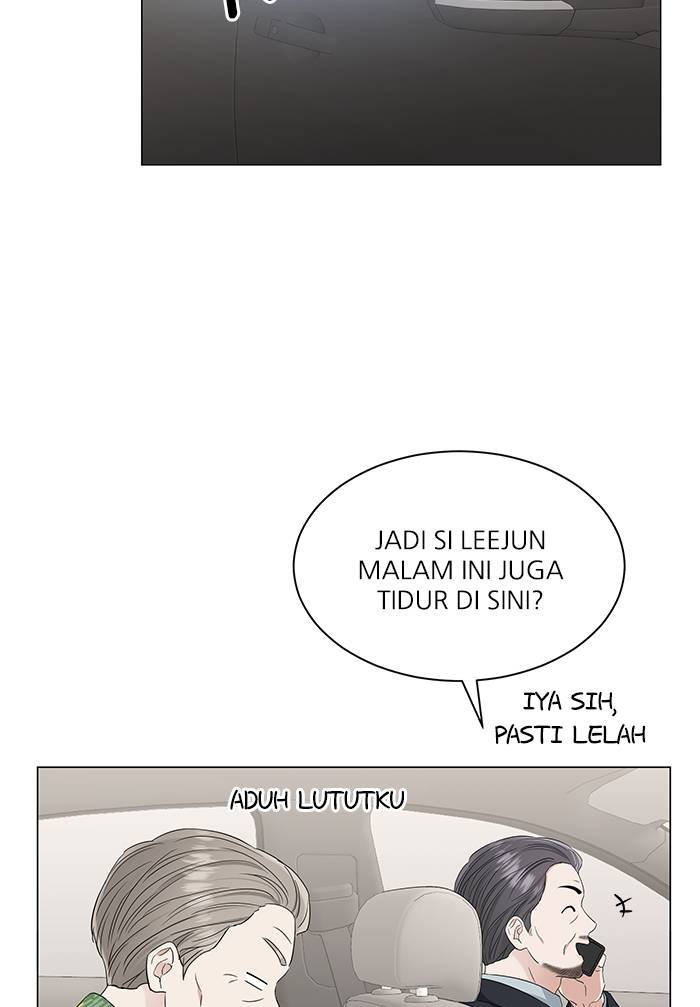 JADI SI LEEJUN
MALAM INI JUGA
TIDUR DI SINI?
IYA SIH,
PASTI LELAH
ADUH LUTUTKU